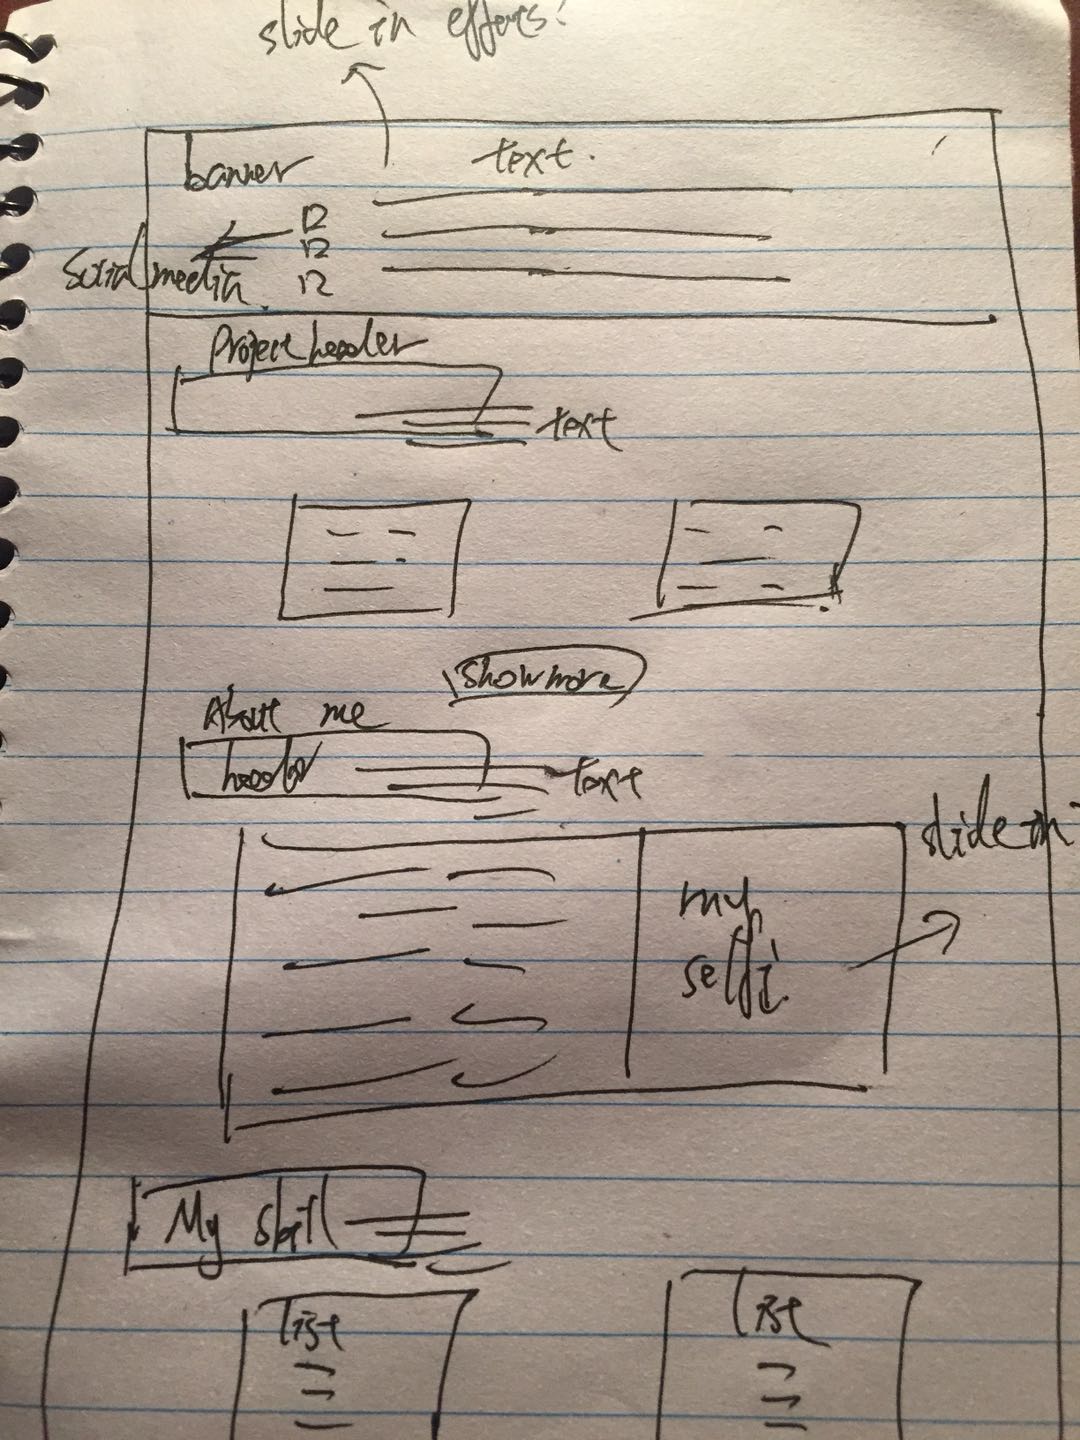 slide in effects?
banner
text.
Social media
Project header
text
Show more
About me
header
text
slide in
my
selfi
My skill
list
list